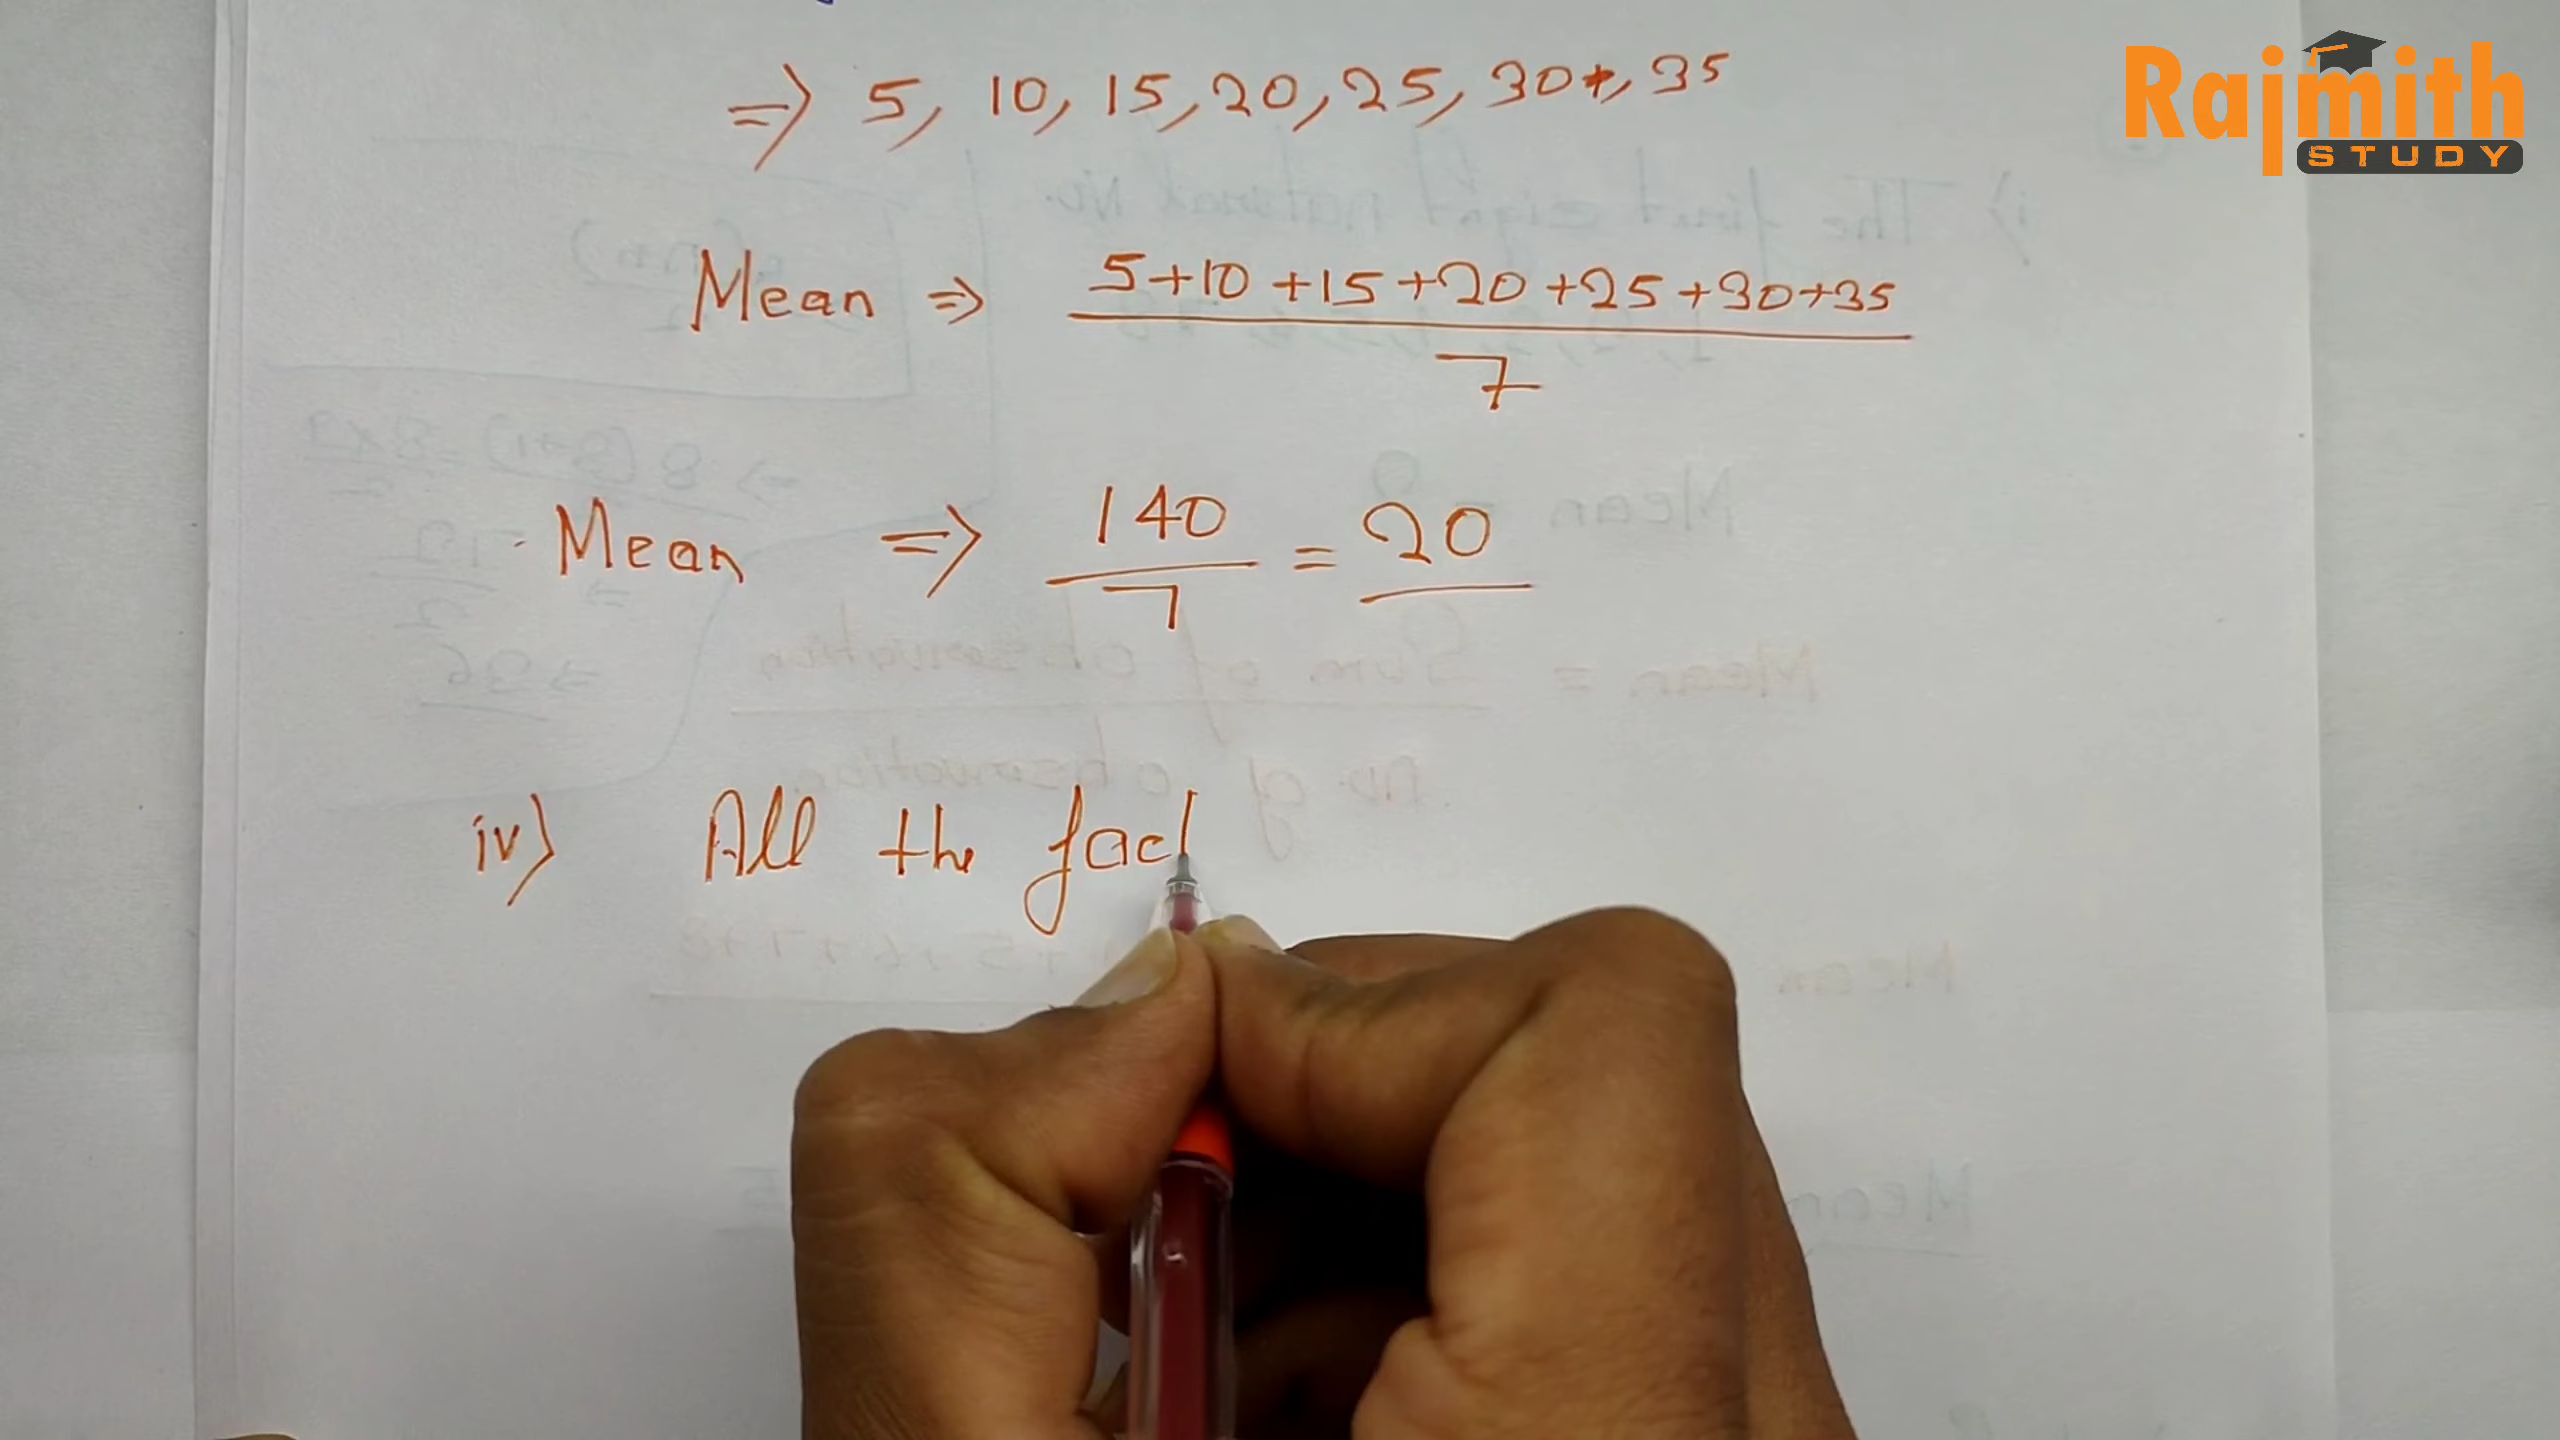 ⇒ 5, 10, 15, 20, 25, 30, 35
Rajmith
STUDY
Mean ⇒ 5+10+15+20+25+30+35
7
Mean ⇒ 140/7 = 20
iv) All the fact